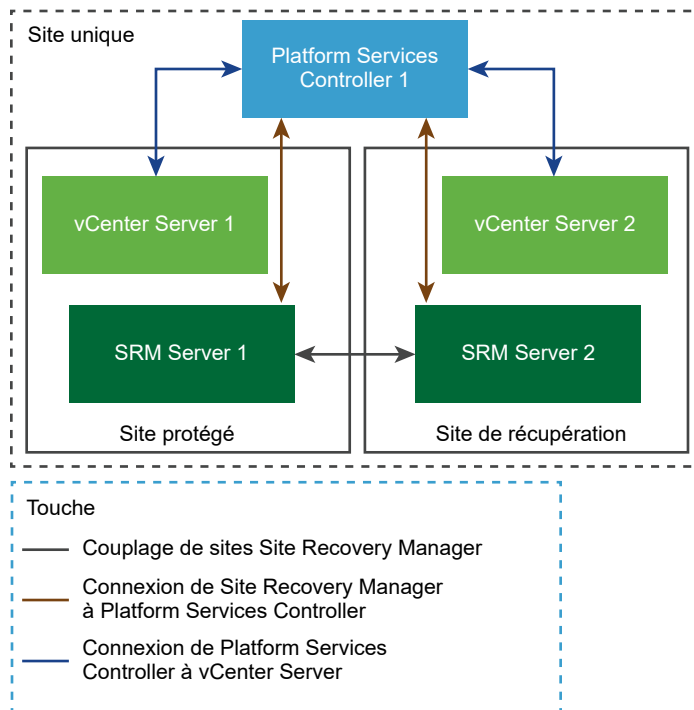 Site unique
Platform Services
Controller 1
vCenter Server 1
vCenter Server 2
SRM Server 1
SRM Server 2
Site protégé
Site de récupération
Touche
Couplage de sites Site Recovery Manager
Connexion de Site Recovery Manager
à Platform Services Controller
Connexion de Platform Services
Controller à vCenter Server